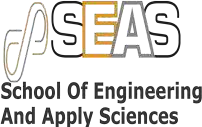 SEAS
School Of Engineering
And Apply Sciences